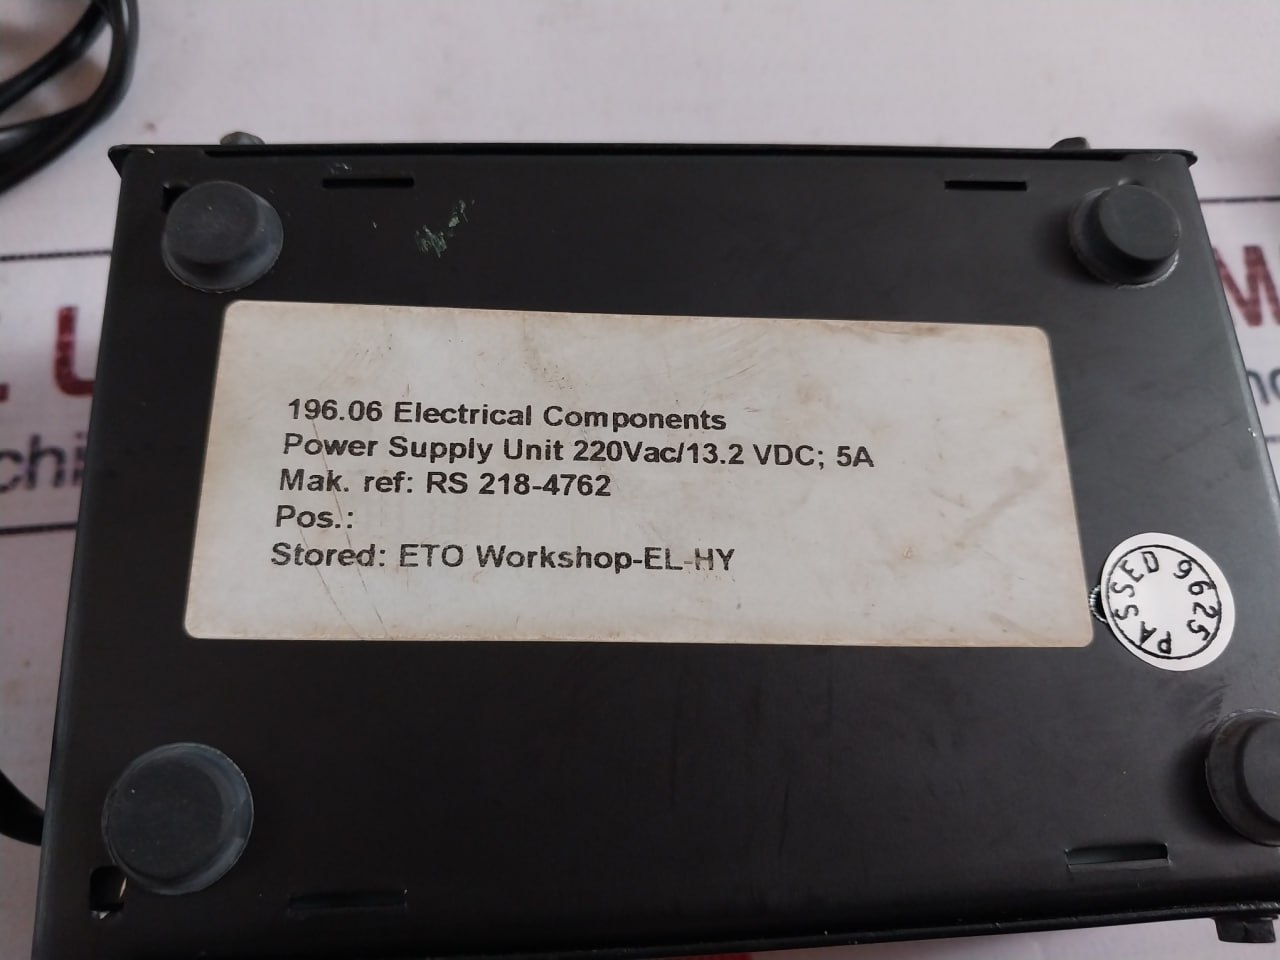 196.06 Electrical Components
Power Supply Unit 220Vac/13.2 VDC; 5A
Mak. ref: RS 218-4762
Pos.:
Stored: ETO Workshop-EL-HY
PASSED 9625